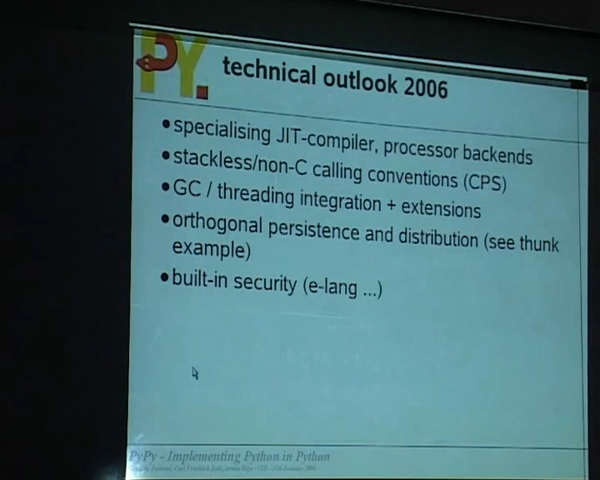 PY.
technical outlook 2006
•specialising JIT-compiler, processor backends
•stackless/non-C calling conventions (CPS)
•GC / threading integration + extensions
•orthogonal persistence and distribution (see thunk
example)
•built-in security (e-lang ...)
PyPy - Implementing Python in Python